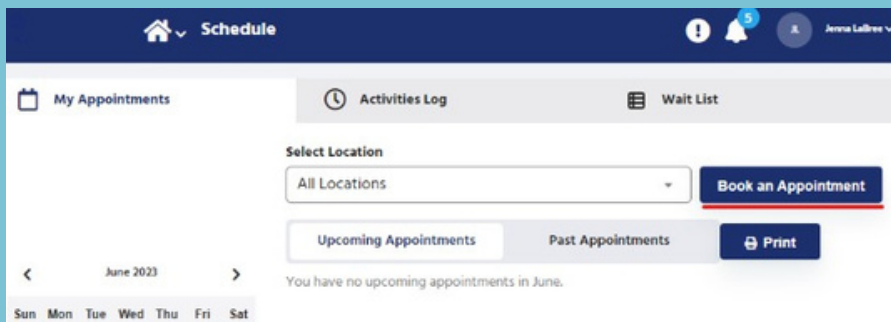 Schedule
5
Jenna LaBree
My Appointments
Activities Log
Wait List
Select Location
All Locations
Book an Appointment
Upcoming Appointments
Past Appointments
Print
June 2023
You have no upcoming appointments in June.
Sun Mon Tue Wed Thu Fri Sat